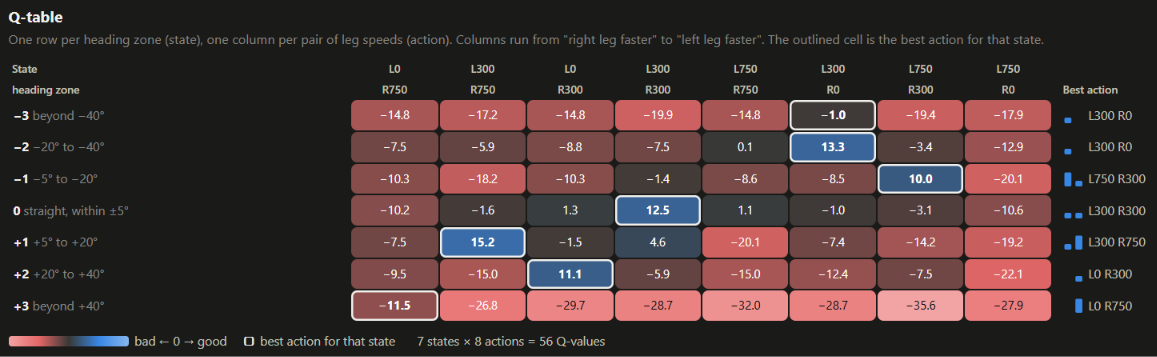 Q-table
One row per heading zone (state), one column per pair of leg speeds (action). Columns run from "right leg faster" to "left leg faster". The outlined cell is the best action for that state.
State L0 L300 L0 L300 L750 L300 L750 L750
heading zone R750 R750 R300 R300 R750 R0 R300 R0 Best action
−3 beyond −40° −14.8 −17.2 −14.8 −19.9 −14.8 −1.0 −19.4 −17.9 L300 R0
−2 −20° to −40° −7.5 −5.9 −8.8 −7.5 0.1 13.3 −3.4 −12.9 L300 R0
−1 −5° to −20° −10.3 −18.2 −10.3 −1.4 −8.6 −8.5 10.0 −20.1 L750 R300
0 straight, within ±5° −10.2 −1.6 1.3 12.5 1.1 −1.0 −3.1 −10.6 L300 R300
+1 +5° to +20° −7.5 15.2 −1.5 4.6 −20.1 −7.4 −14.2 −19.2 L300 R750
+2 +20° to +40° −9.5 −15.0 11.1 −5.9 −15.0 −12.4 −7.5 −22.1 L0 R300
+3 beyond +40° −11.5 −26.8 −29.7 −28.7 −32.0 −28.7 −35.6 −27.9 L0 R750
bad ← 0 → good best action for that state 7 states × 8 actions = 56 Q-values